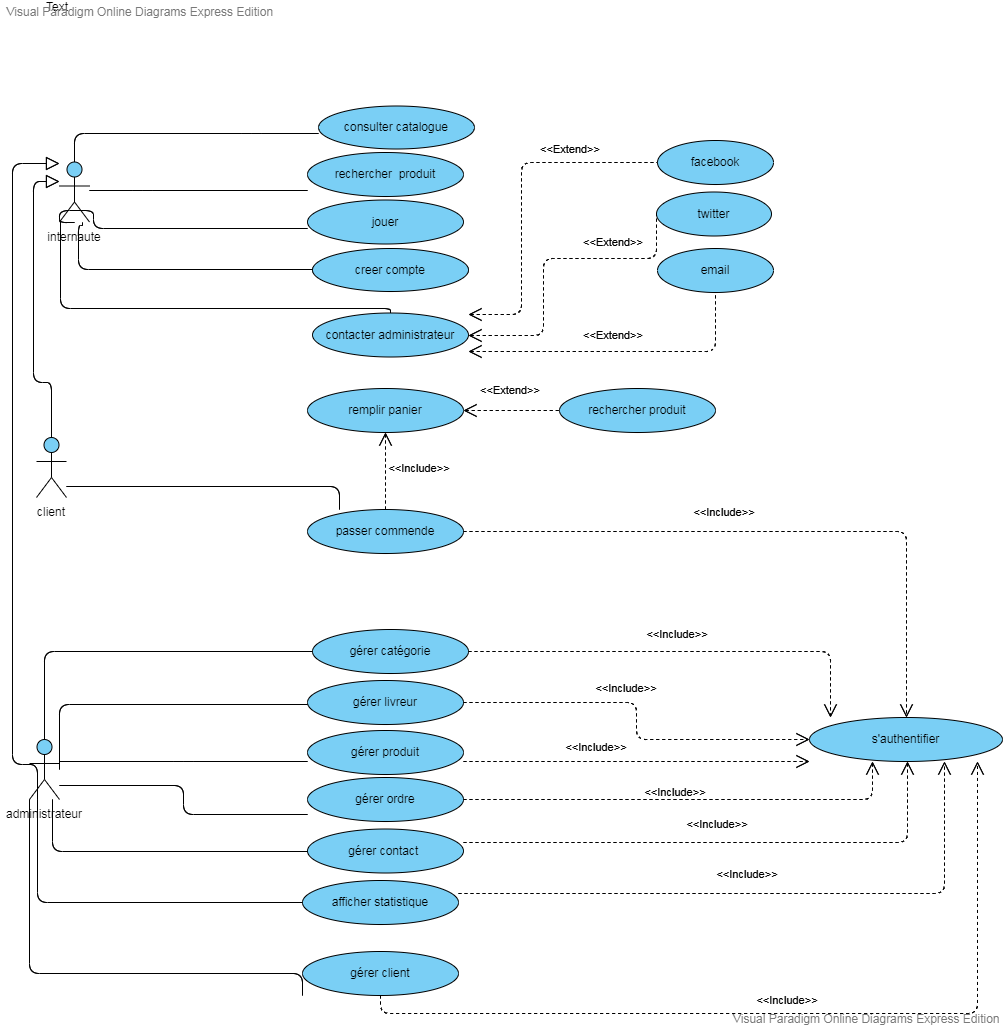 Text
Visual Paradigm Online Diagrams Express Edition
consulter catalogue
<<Extend>>
facebook
rechercher produit
jouer
twitter
internaute
<<Extend>>
creer compte
email
contacter administrateur
<<Extend>>
<<Extend>>
remplir panier
rechercher produit
<<Include>>
client
<<Include>>
passer commende
<<Include>>
gérer catégorie
<<Include>>
gérer livreur
s'authentifier
<<Include>>
gérer produit
<<Include>>
gérer ordre
administrateur
<<Include>>
gérer contact
<<Include>>
afficher statistique
gérer client
<<Include>>
Visual Paradigm Online Diagrams Express Edition